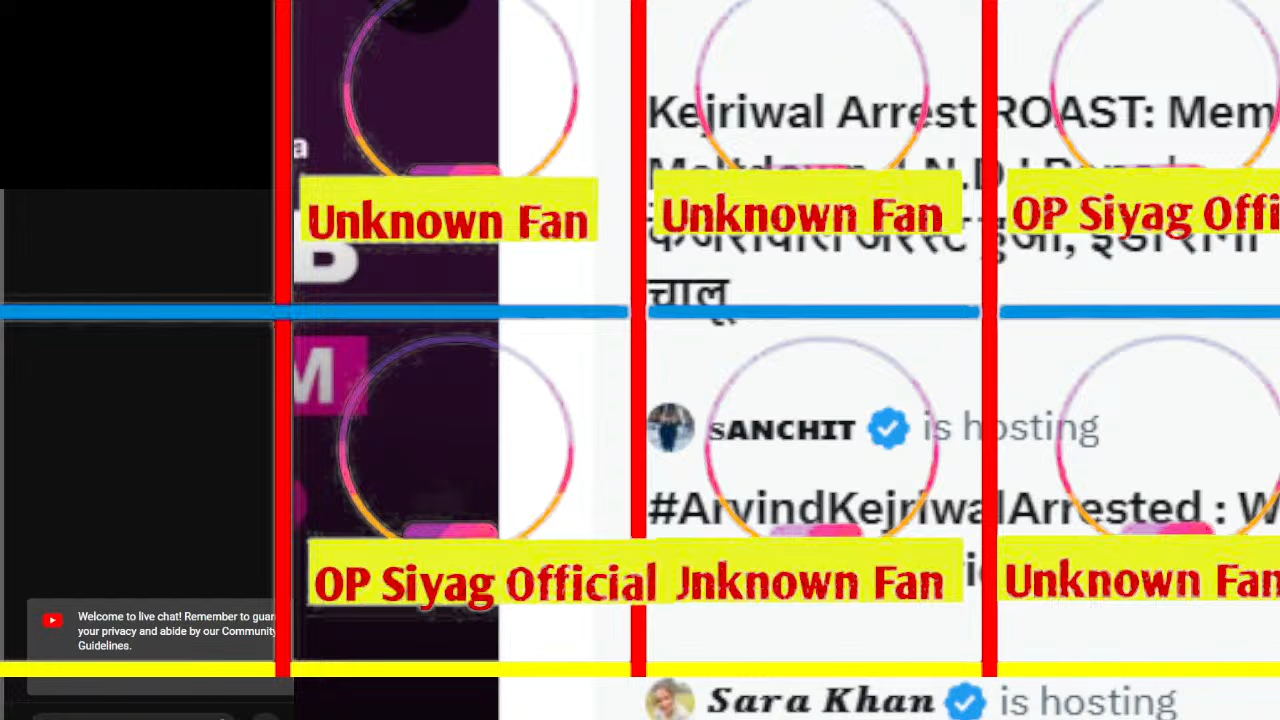 Kejriwal Arrest ROAST: Mem
a
Unknown Fan
Unknown Fan
OP Siyag Offi
B
चालू
M
sANCHIT is hosting
#ArvindKejriwalArrested : W
OP Siyag Official
Unknown Fan
Unknown Fan
Welcome to live chat! Remember to guar
your privacy and abide by our Community
Guidelines.
Sara Khan is hosting